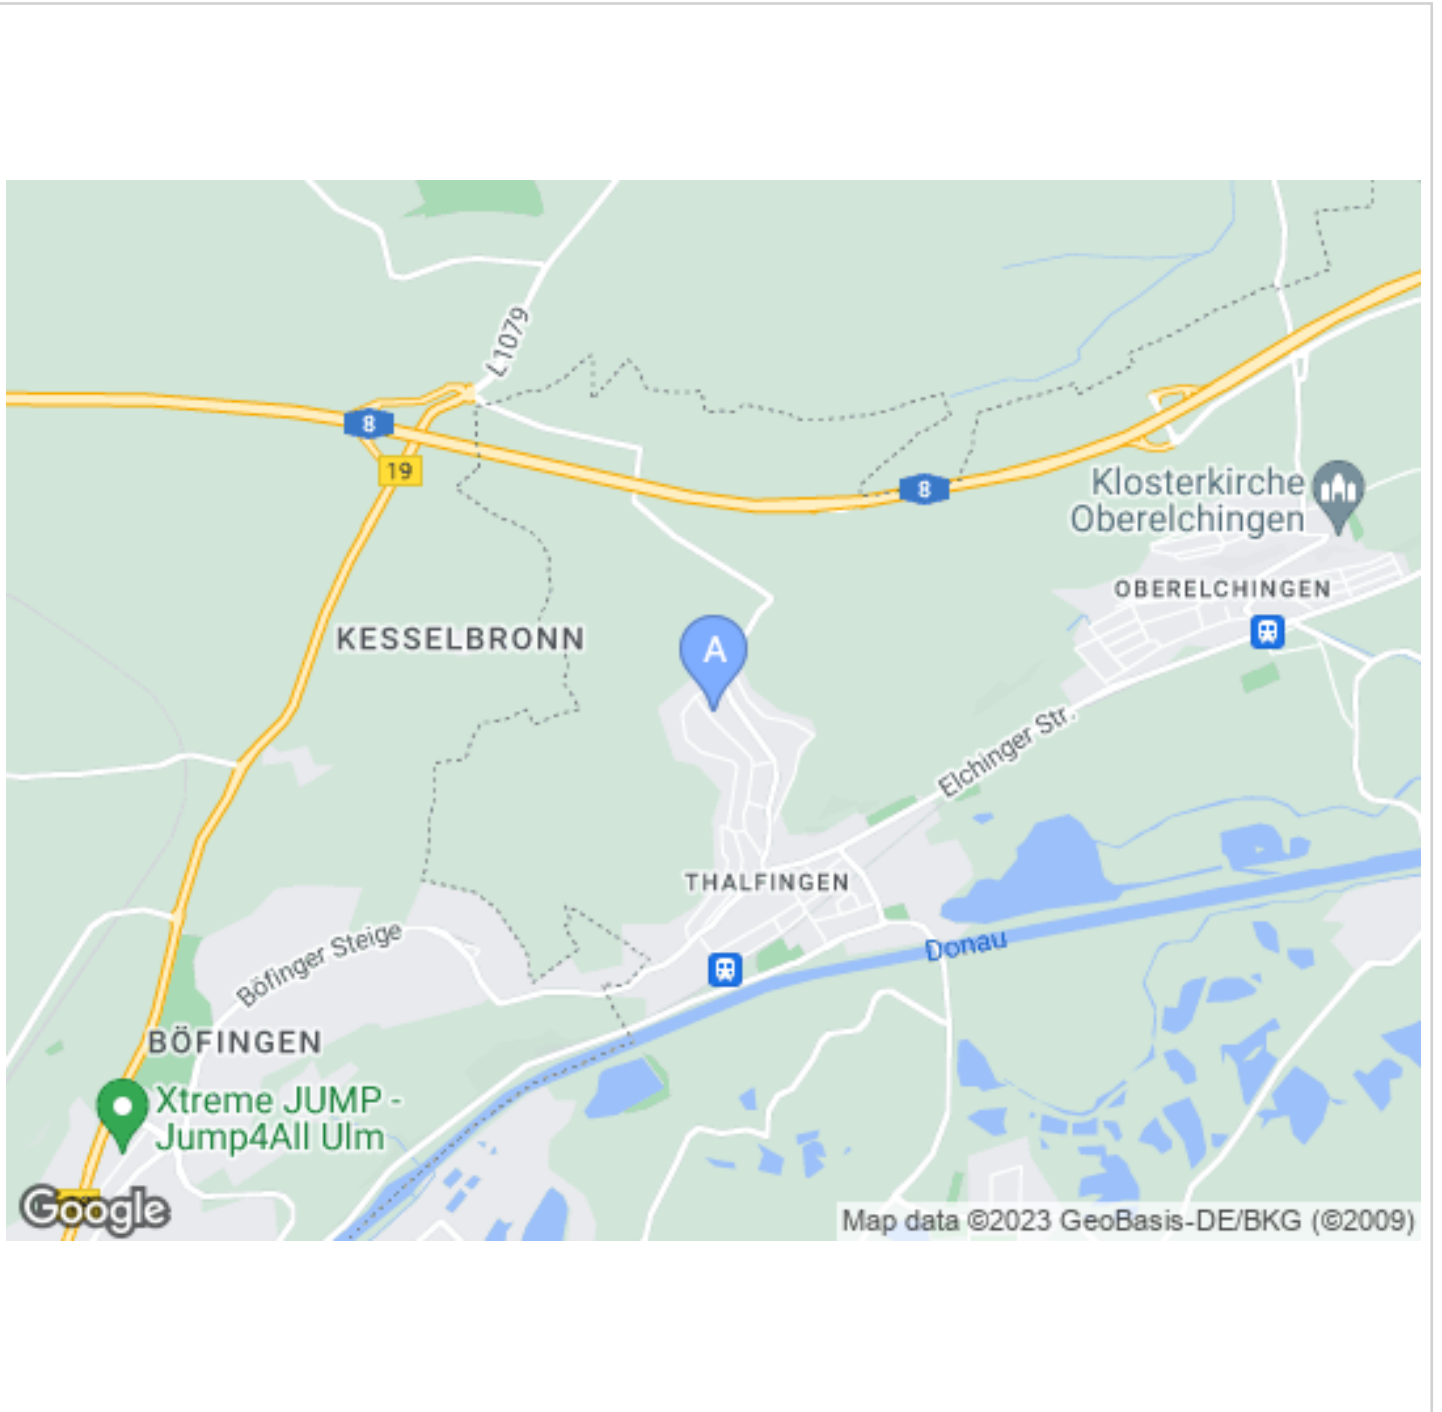 L1079
8
19
8
Klosterkirche
Oberelchingen
OBERELCHINGEN
KESSELBRONN
A
Elchinger Str.
THALFINGEN
Donau
Böfinger Steige
BÖFINGEN
Xtreme JUMP -
Jump4All Ulm
Google
Map data ©2023 GeoBasis-DE/BKG (©2009)